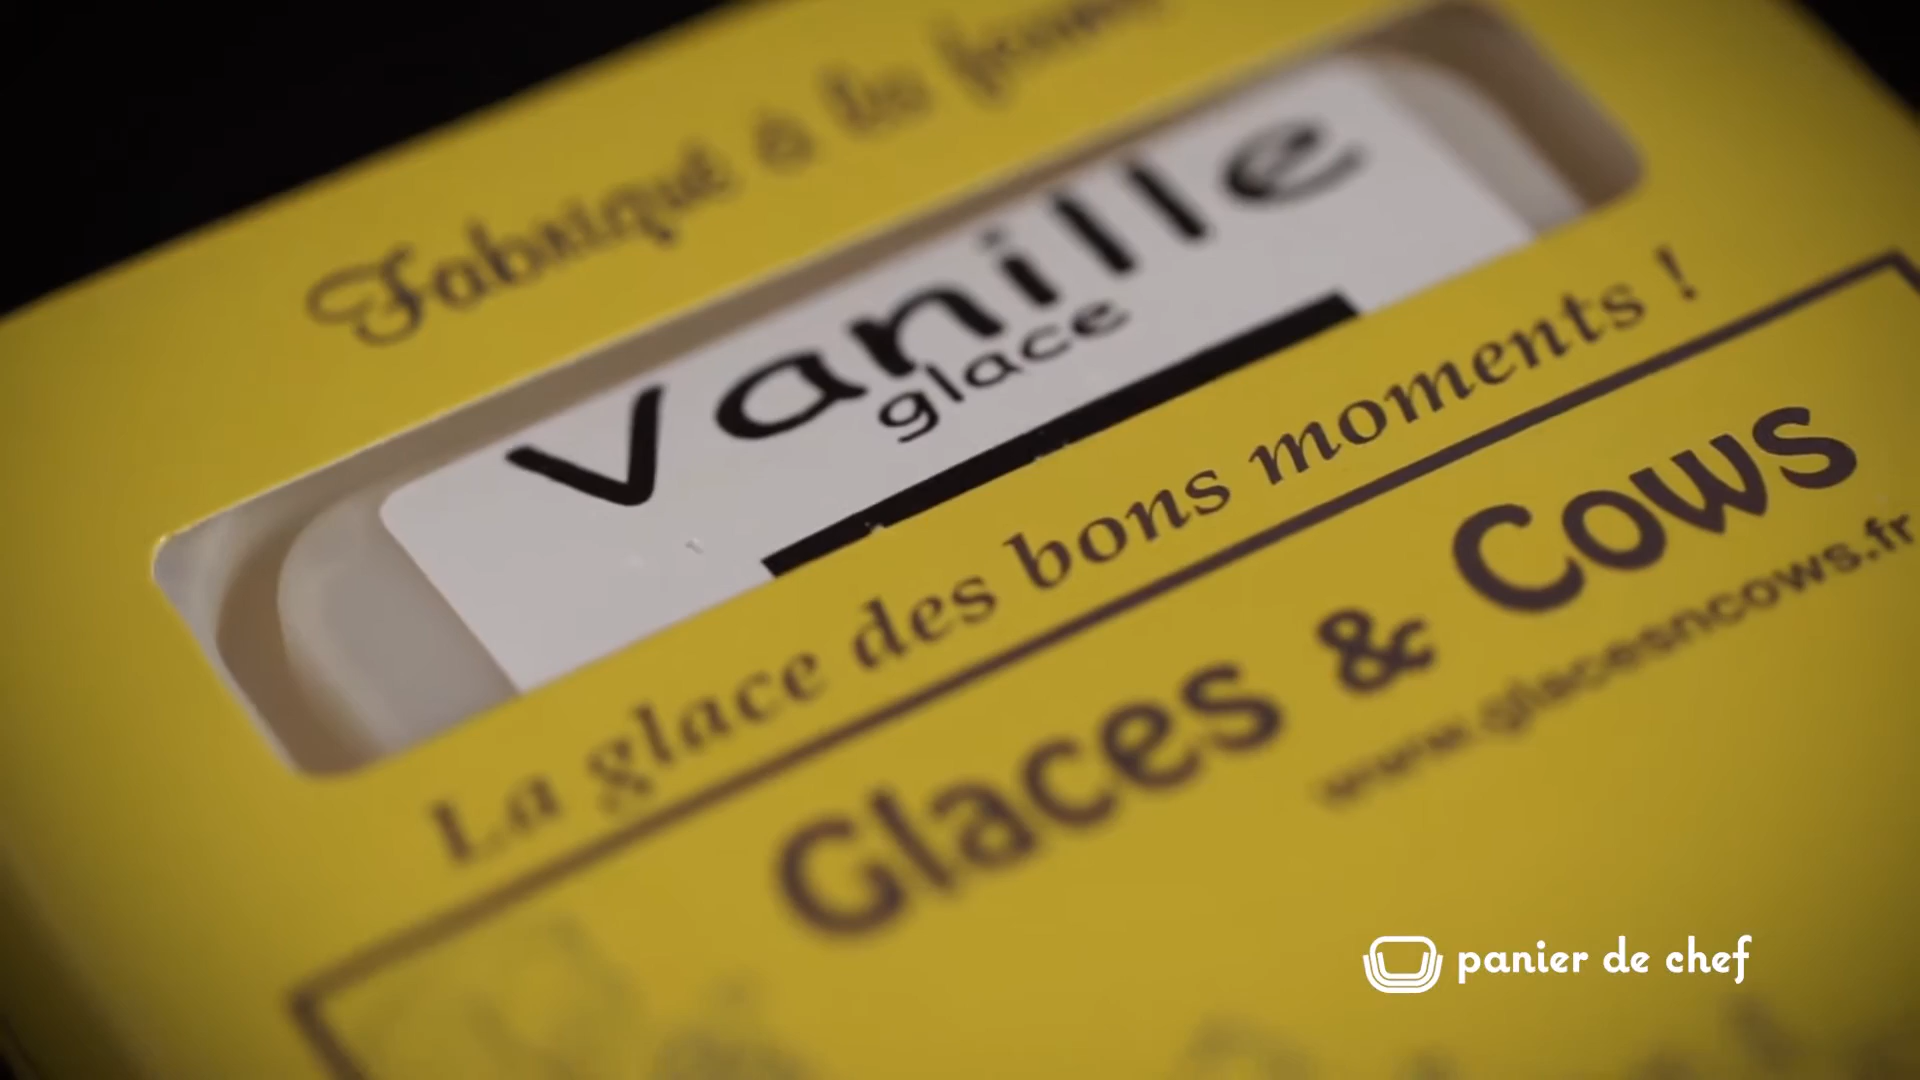 Fabriqué à la ferme
Vanille
glace
La glace des bons moments !
Glaces & Cows
www.glacesncows.fr
panier de chef